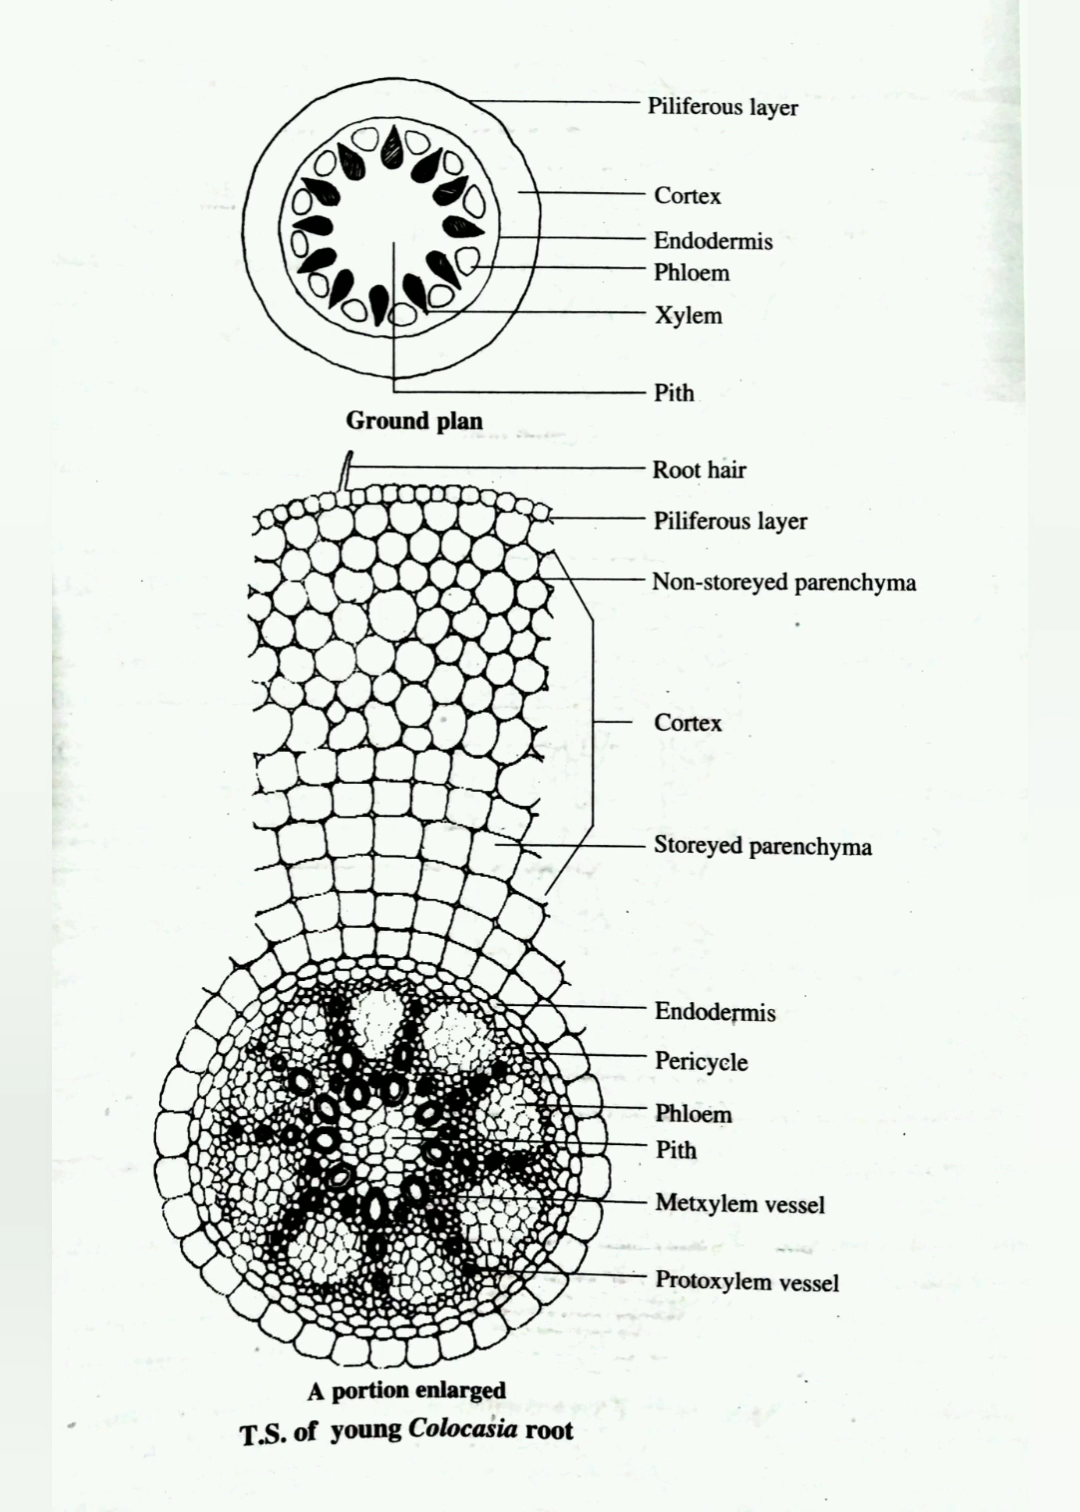 Piliferous layer
Cortex
Endodermis
Phloem
Xylem
Pith
Ground plan
Root hair
Piliferous layer
Non-storeyed parenchyma
Cortex
Storeyed parenchyma
Endodermis
Pericycle
Phloem
Pith
Metxylem vessel
Protoxylem vessel
A portion enlarged
T.S. of young Colocasia root